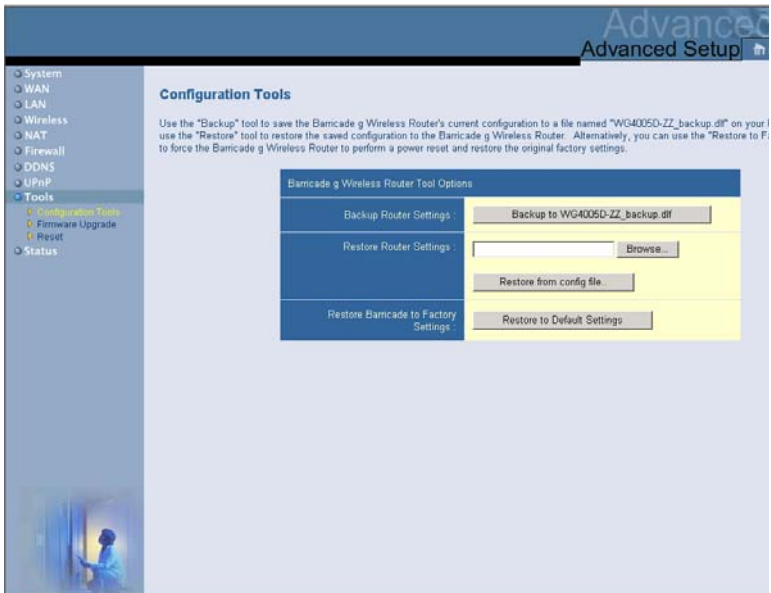 Advanced
Advanced Setup
System
WAN
LAN
Wireless
NAT
Firewall
DDNS
UPnP
Tools
Configuration Tools
Firmware Upgrade
Reset
Status
Configuration Tools
Use the "Backup" tool to save the Barricade g Wireless Router's current configuration to a file named "WG4005D-ZZ_backup.dlf" on your
use the "Restore" tool to restore the saved configuration to the Barricade g Wireless Router. Alternatively, you can use the "Restore to Fa
to force the Barricade g Wireless Router to perform a power reset and restore the original factory settings.
Barricade g Wireless Router Tool Options
Backup Router Settings :
Backup to WG4005D-ZZ_backup.dlf
Restore Router Settings :
Browse...
Restore from config file..
Restore Barricade to Factory
Settings :
Restore to Default Settings